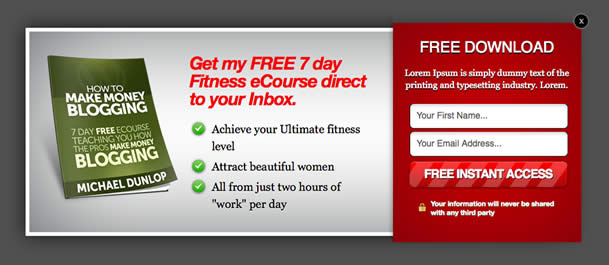 x
HOW TO
MAKE MONEY
BLOGGING
7 DAY FREE ECOURSE
TEACHING YOU HOW
THE PROS MAKE MONEY
BLOGGING
MICHAEL DUNLOP
Get my FREE 7 day
Fitness eCourse direct
to your Inbox.
Achieve your Ultimate fitness
level
Attract beautiful women
All from just two hours of
"work" per day
FREE DOWNLOAD
Lorem Ipsum is simply dummy text of the
printing and typesetting industry. Lorem.
Your First Name...
Your Email Address...
FREE INSTANT ACCESS
Your information will never be shared
with any third party